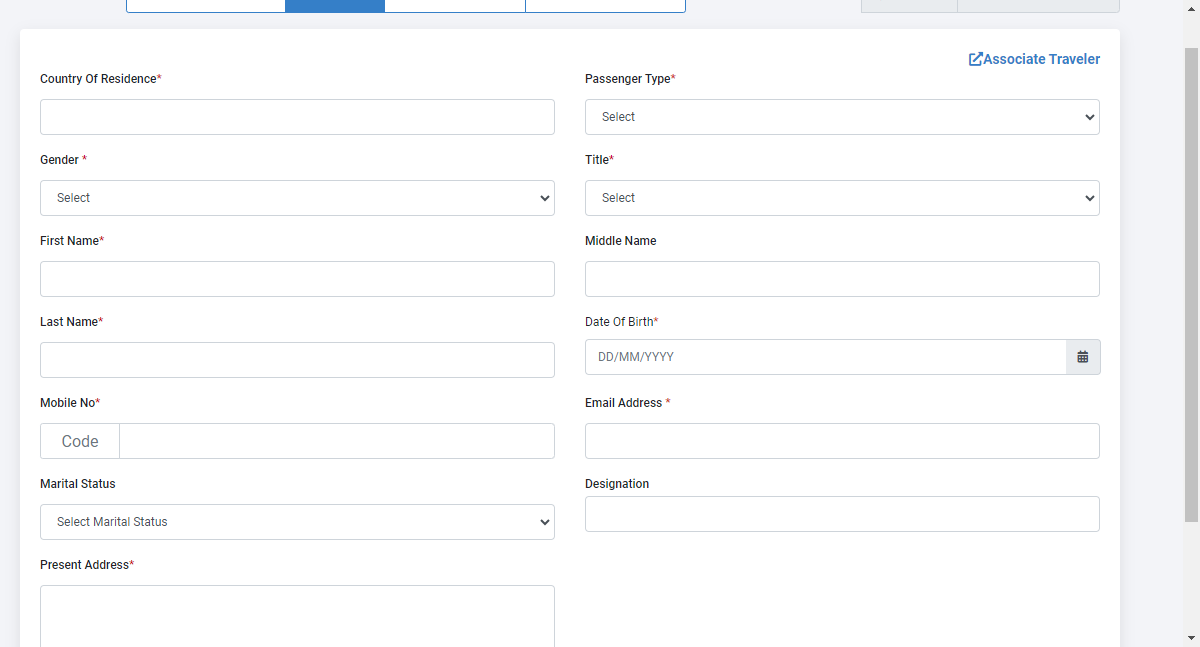 Associate Traveler
Country Of Residence*
Passenger Type*
Select
Gender *
Title*
Select
Select
First Name*
Middle Name
Last Name*
Date Of Birth*
DD/MM/YYYY
Mobile No*
Email Address *
Code
Marital Status
Designation
Select Marital Status
Present Address*